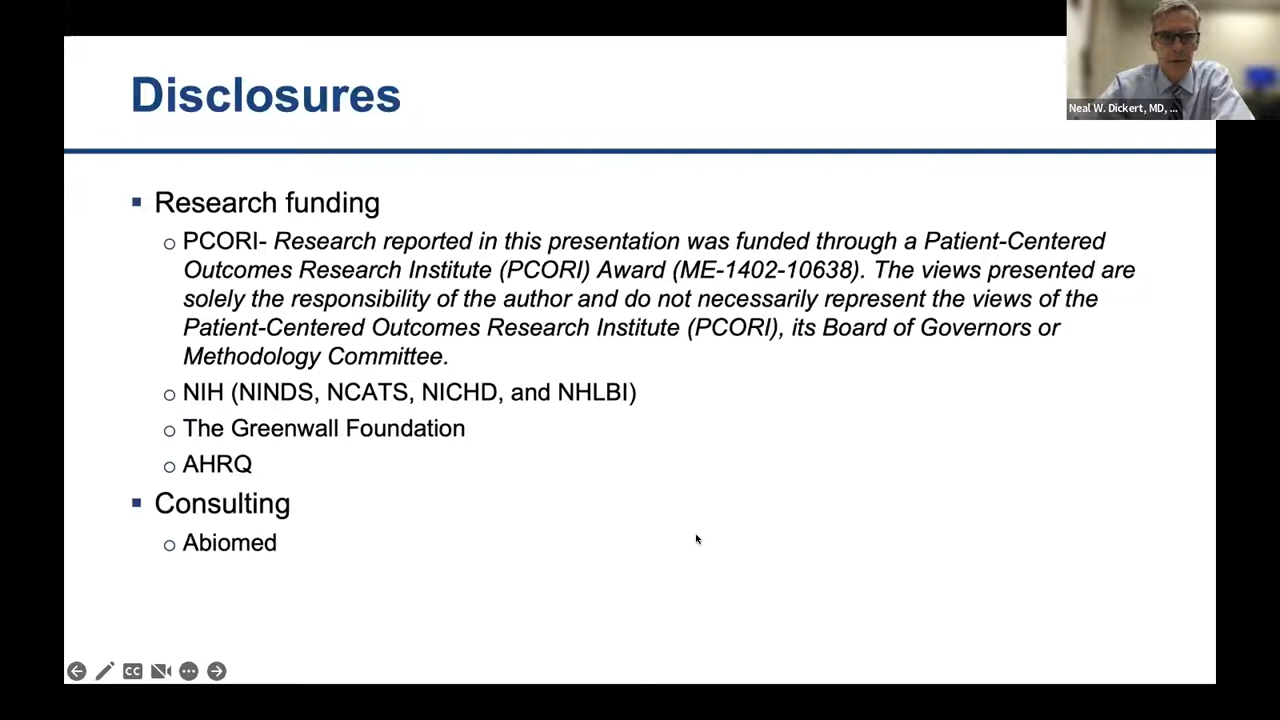 Disclosures
Neal W. Dickert, MD, ...
▪ Research funding
o PCORI- Research reported in this presentation was funded through a Patient-Centered
Outcomes Research Institute (PCORI) Award (ME-1402-10638). The views presented are
solely the responsibility of the author and do not necessarily represent the views of the
Patient-Centered Outcomes Research Institute (PCORI), its Board of Governors or
Methodology Committee.
o NIH (NINDS, NCATS, NICHD, and NHLBI)
o The Greenwall Foundation
o AHRQ
▪ Consulting
o Abiomed
CC